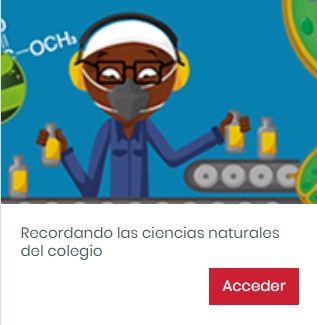 O
C–OCH₃
Recordando las ciencias naturales
del colegio
Acceder